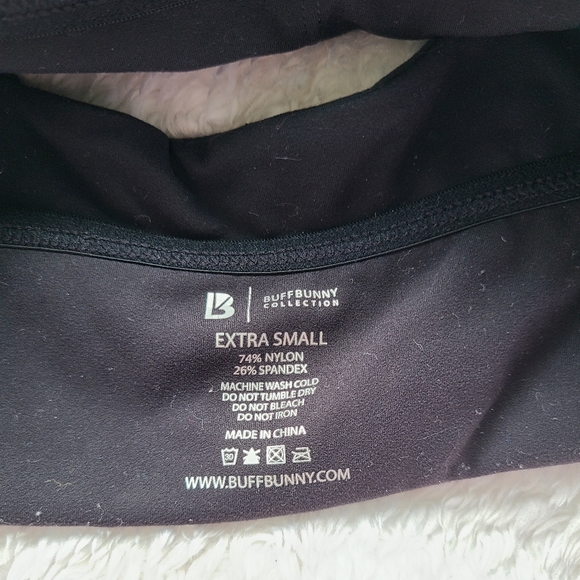 B | BUFFBUNNY
COLLECTION
EXTRA SMALL
74% NYLON
26% SPANDEX
MACHINE WASH COLD
DO NOT TUMBLE DRY
DO NOT BLEACH
DO NOT IRON
MADE IN CHINA
30
WWW.BUFFBUNNY.COM